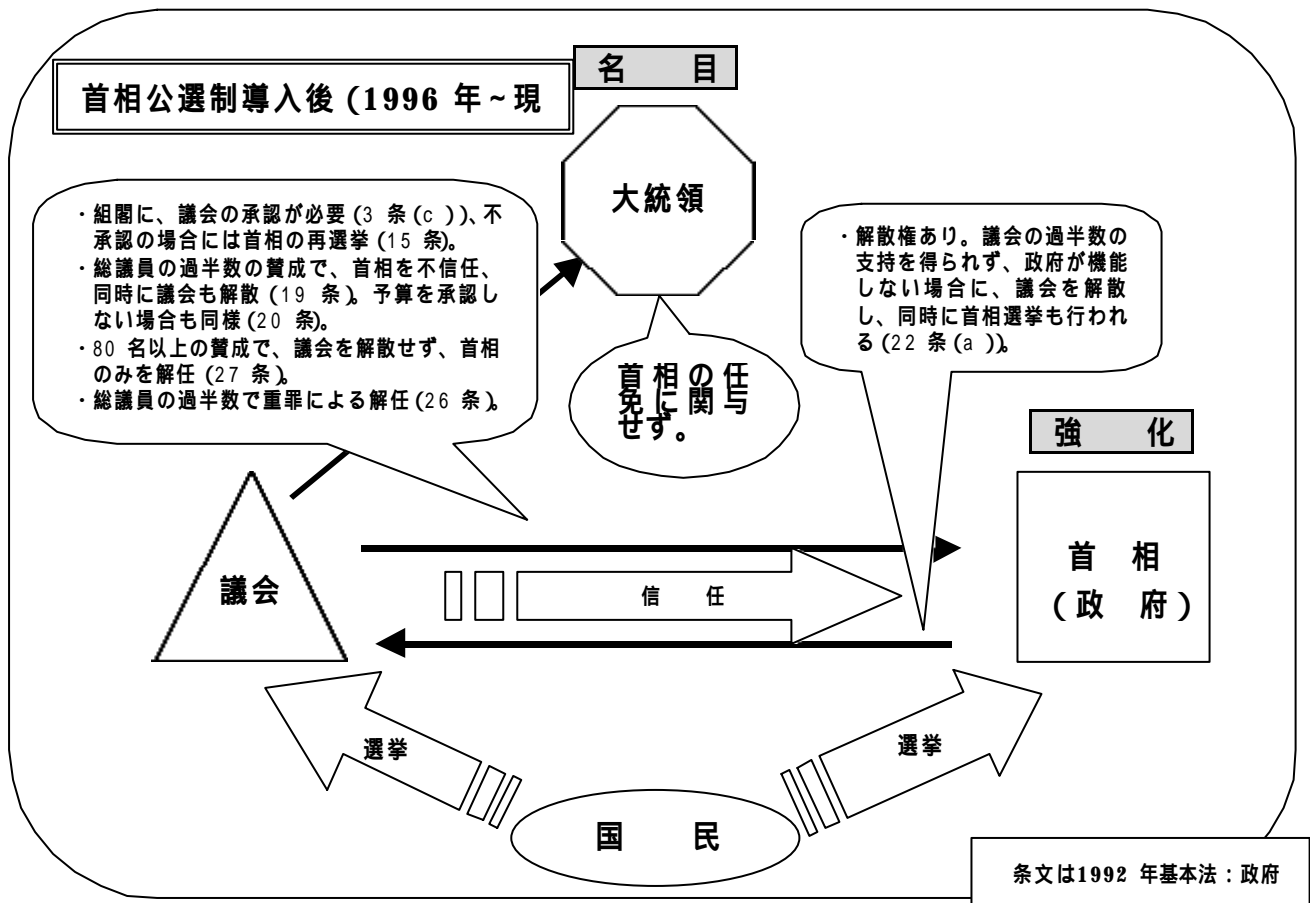 名 目
首相公選制導入後 (1996 年~現
大統領
・組閣に、議会の承認が必要 (3 条 (c ))、不
承認の場合には首相の再選挙 (15 条)。
・総議員の過半数の賛成で、首相を不信任、
同時に議会も解散 (19 条)。予算を承認し
ない場合も同様 (20 条)。
・80 名以上の賛成で、議会を解散せず、首相
のみを解任 (27 条)。
・総議員の過半数で重罪による解任 (26 条)。
・解散権あり。議会の過半数の
支持を得られず、政府が機能
しない場合に、議会を解散
し、同時に首相選挙も行われ
る (22 条 (a ))。
首相の任
免に関与
せず。
強 化
議会
信 任
首 相
(政 府)
選挙
選挙
国 民
条文は1992 年基本法：政府